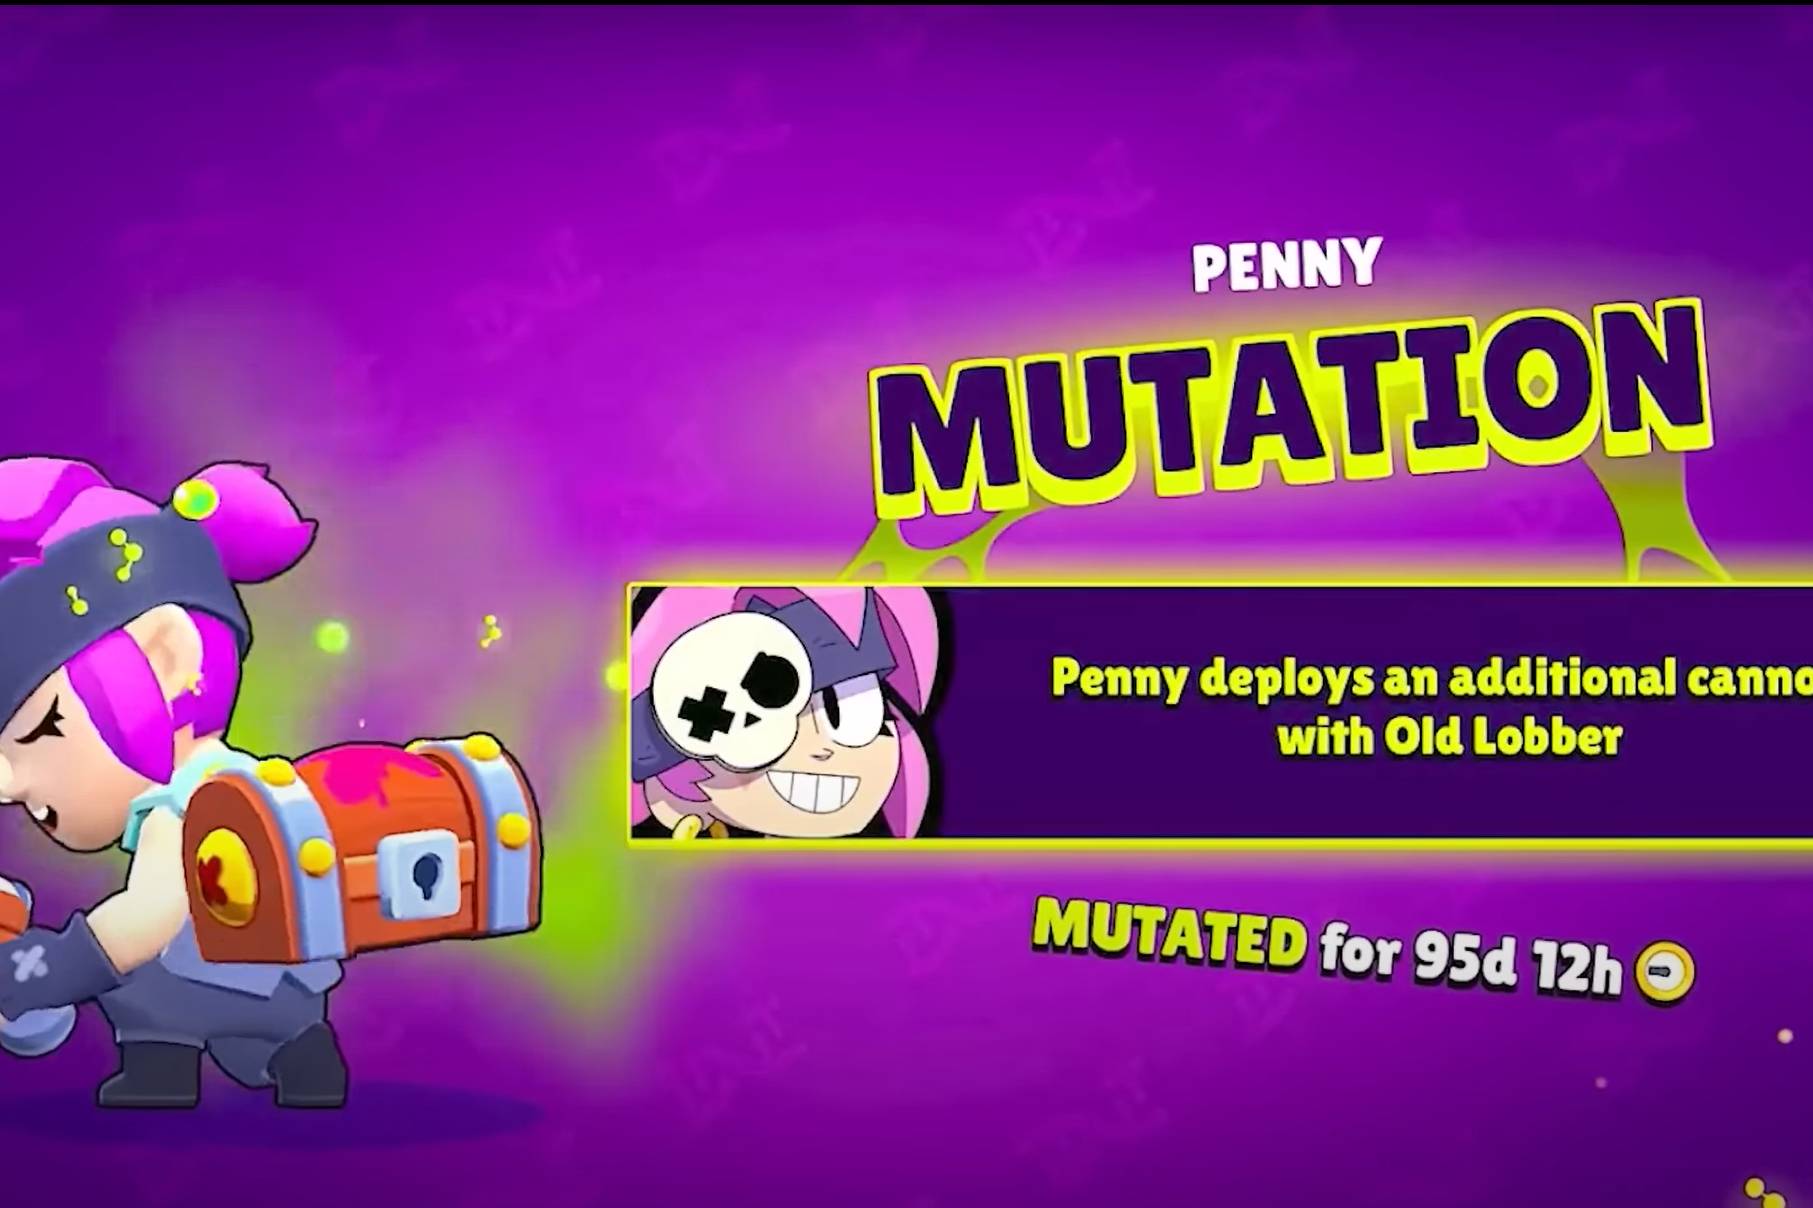 PENNY
MUTATION
Penny deploys an additional canno
with Old Lobber
MUTATED for 95d 12h